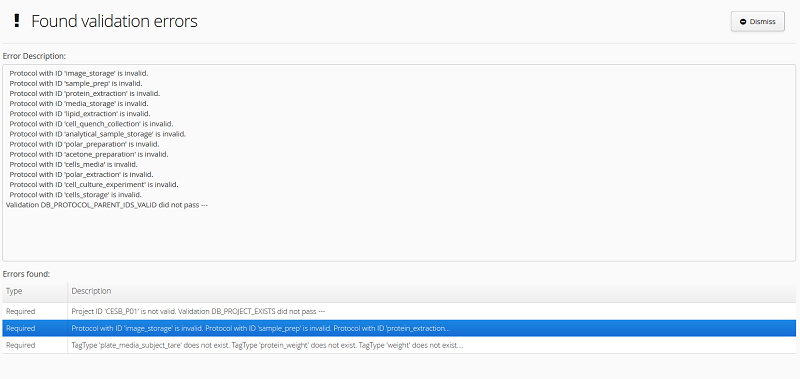 ! Found validation errors
Dismiss
Error Description:
Protocol with ID 'image_storage' is invalid.
Protocol with ID 'sample_prep' is invalid.
Protocol with ID 'protein_extraction' is invalid.
Protocol with ID 'media_storage' is invalid.
Protocol with ID 'lipid_extraction' is invalid.
Protocol with ID 'cell_quench_collection' is invalid.
Protocol with ID 'analytical_sample_storage' is invalid.
Protocol with ID 'polar_preparation' is invalid.
Protocol with ID 'acetone_preparation' is invalid.
Protocol with ID 'cells_media' is invalid.
Protocol with ID 'polar_extraction' is invalid.
Protocol with ID 'cell_culture_experiment' is invalid.
Protocol with ID 'cells_storage' is invalid.
Validation DB_PROTOCOL_PARENT_IDS_VALID did not pass ---
Errors found:
Type Description
Required Project ID 'CESB_P01' is not valid. Validation DB_PROJECT_EXISTS did not pass ---
Required Protocol with ID 'image_storage' is invalid. Protocol with ID 'sample_prep' is invalid. Protocol with ID 'protein_extraction...
Required TagType 'plate_media_subject_tare' does not exist. TagType 'protein_weight' does not exist. TagType 'weight' does not exist....